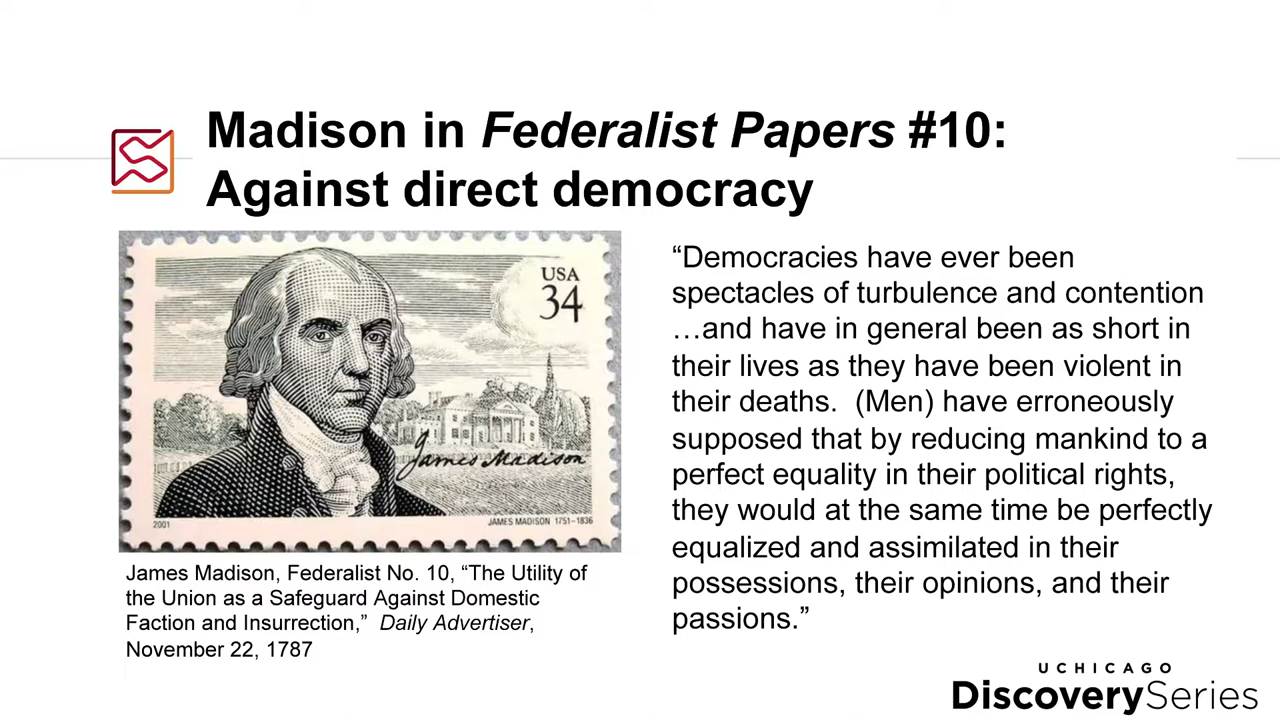 Madison in Federalist Papers #10:
Against direct democracy
USA
34
James Madison
2001
JAMES MADISON 1751-1836
James Madison, Federalist No. 10, “The Utility of
the Union as a Safeguard Against Domestic
Faction and Insurrection,”  Daily Advertiser,
November 22, 1787
“Democracies have ever been
spectacles of turbulence and contention
…and have in general been as short in
their lives as they have been violent in
their deaths.  (Men) have erroneously
supposed that by reducing mankind to a
perfect equality in their political rights,
they would at the same time be perfectly
equalized and assimilated in their
possessions, their opinions, and their
passions.”
UCHICAGO
DiscoverySeries